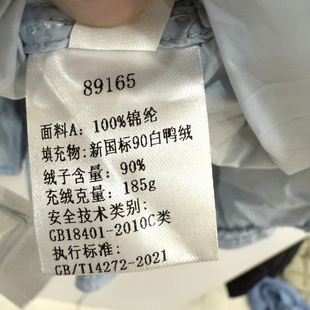 89165
面料A：100%锦纶
填充物：新国标90白鸭绒
绒子含量：90%
充绒克量：185g
安全技术类别：
GB18401-2010C类
执行标准：
GB/T14272-2021